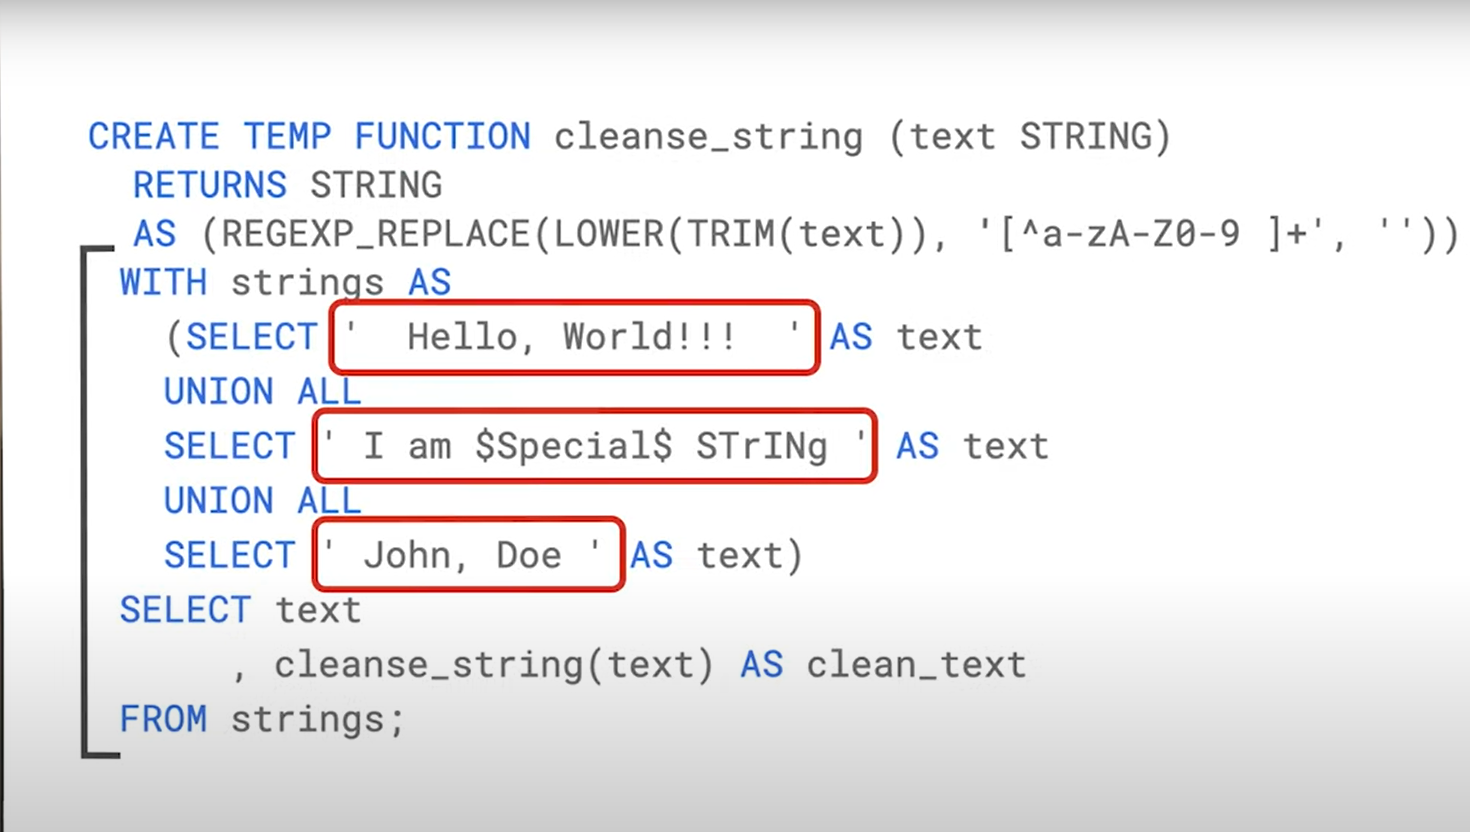 CREATE TEMP FUNCTION cleanse_string (text STRING)
RETURNS STRING
AS (REGEXP_REPLACE(LOWER(TRIM(text)), '[^a-zA-Z0-9 ]+', ''))
WITH strings AS
(SELECT '  Hello, World!!!  ' AS text
UNION ALL
SELECT ' I am $Special$ STrINg ' AS text
UNION ALL
SELECT ' John, Doe ' AS text)
SELECT text
, cleanse_string(text) AS clean_text
FROM strings;